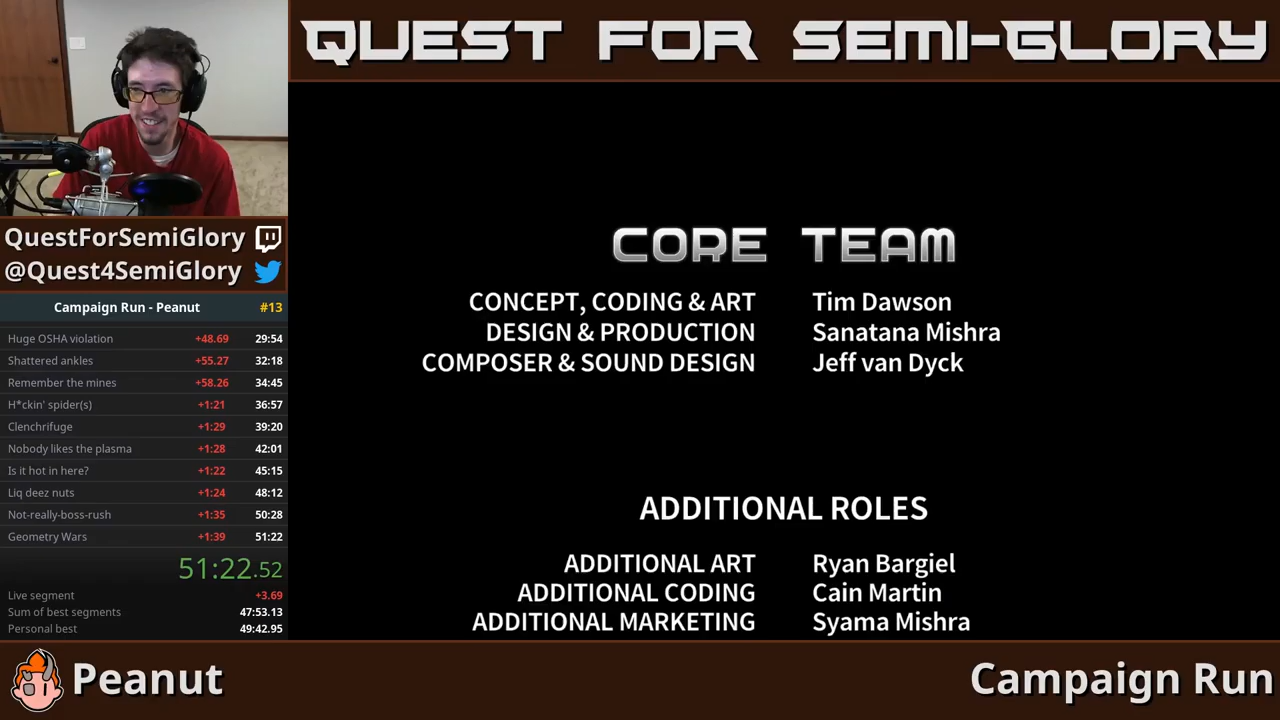 QUEST FOR SEMI-GLORY
QuestForSemiGlory
@Quest4SemiGlory
Campaign Run - Peanut #13
Huge OSHA violation +48.69 29:54
Shattered ankles +55.27 32:18
Remember the mines +58.26 34:45
H*ckin' spider(s) +1:21 36:57
Clenchrifuge +1:29 39:20
Nobody likes the plasma +1:28 42:01
Is it hot in here? +1:22 45:15
Liq deez nuts +1:24 48:12
Not-really-boss-rush +1:35 50:28
Geometry Wars +1:39 51:22
51:22.52
Live segment +3.69
Sum of best segments 47:53.13
Personal best 49:42.95
CORE TEAM
CONCEPT, CODING & ART Tim Dawson
DESIGN & PRODUCTION Sanatana Mishra
COMPOSER & SOUND DESIGN Jeff van Dyck
ADDITIONAL ROLES
ADDITIONAL ART Ryan Bargiel
ADDITIONAL CODING Cain Martin
ADDITIONAL MARKETING Syama Mishra
Peanut
Campaign Run